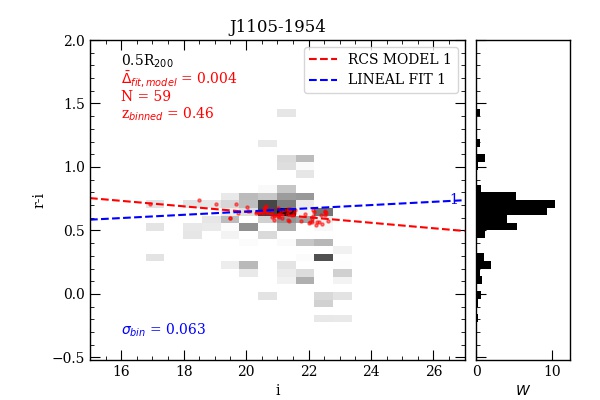 J1105-1954
0.5R200
Δ̄fit, model = 0.004
N = 59
zbinned = 0.46
RCS MODEL 1
LINEAL FIT 1
2.0
1.5
1.0
0.5
0.0
−0.5
r-i
1
σbin = 0.063
16 18 20 22 24 26
i
0 10
W